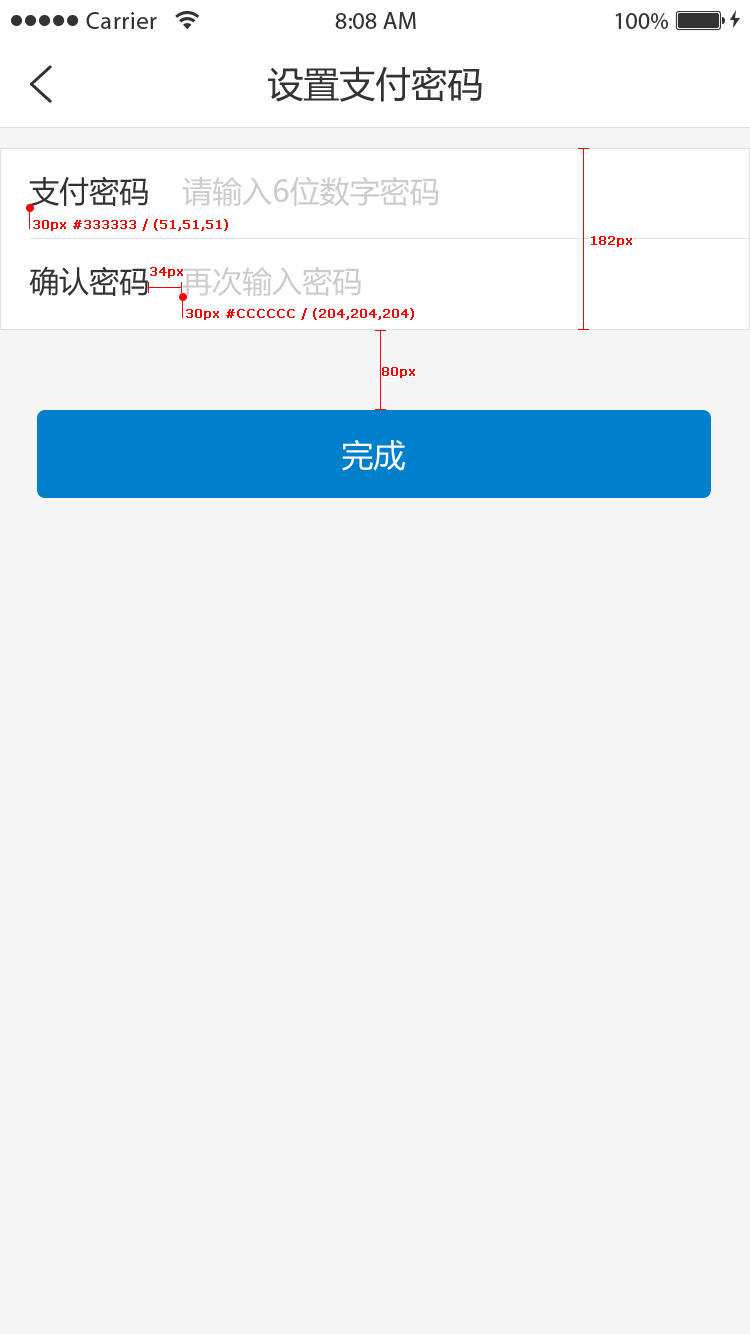 Carrier 8:08 AM 100%
设置支付密码
支付密码 请输入6位数字密码
30px #333333 / (51,51,51)
182px
确认密码 34px 再次输入密码
30px #CCCCCC / (204,204,204)
80px
完成